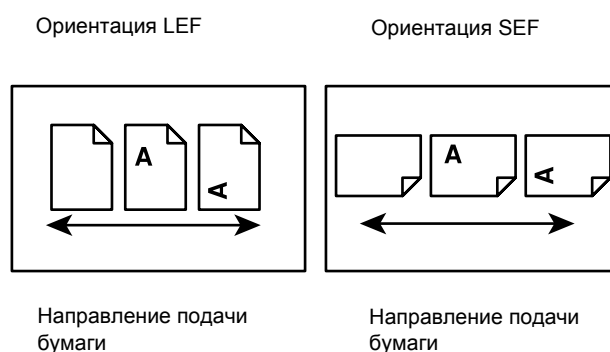 Ориентация LEF
Ориентация SEF
A
A
A
A
Направление подачи
бумаги
Направление подачи
бумаги